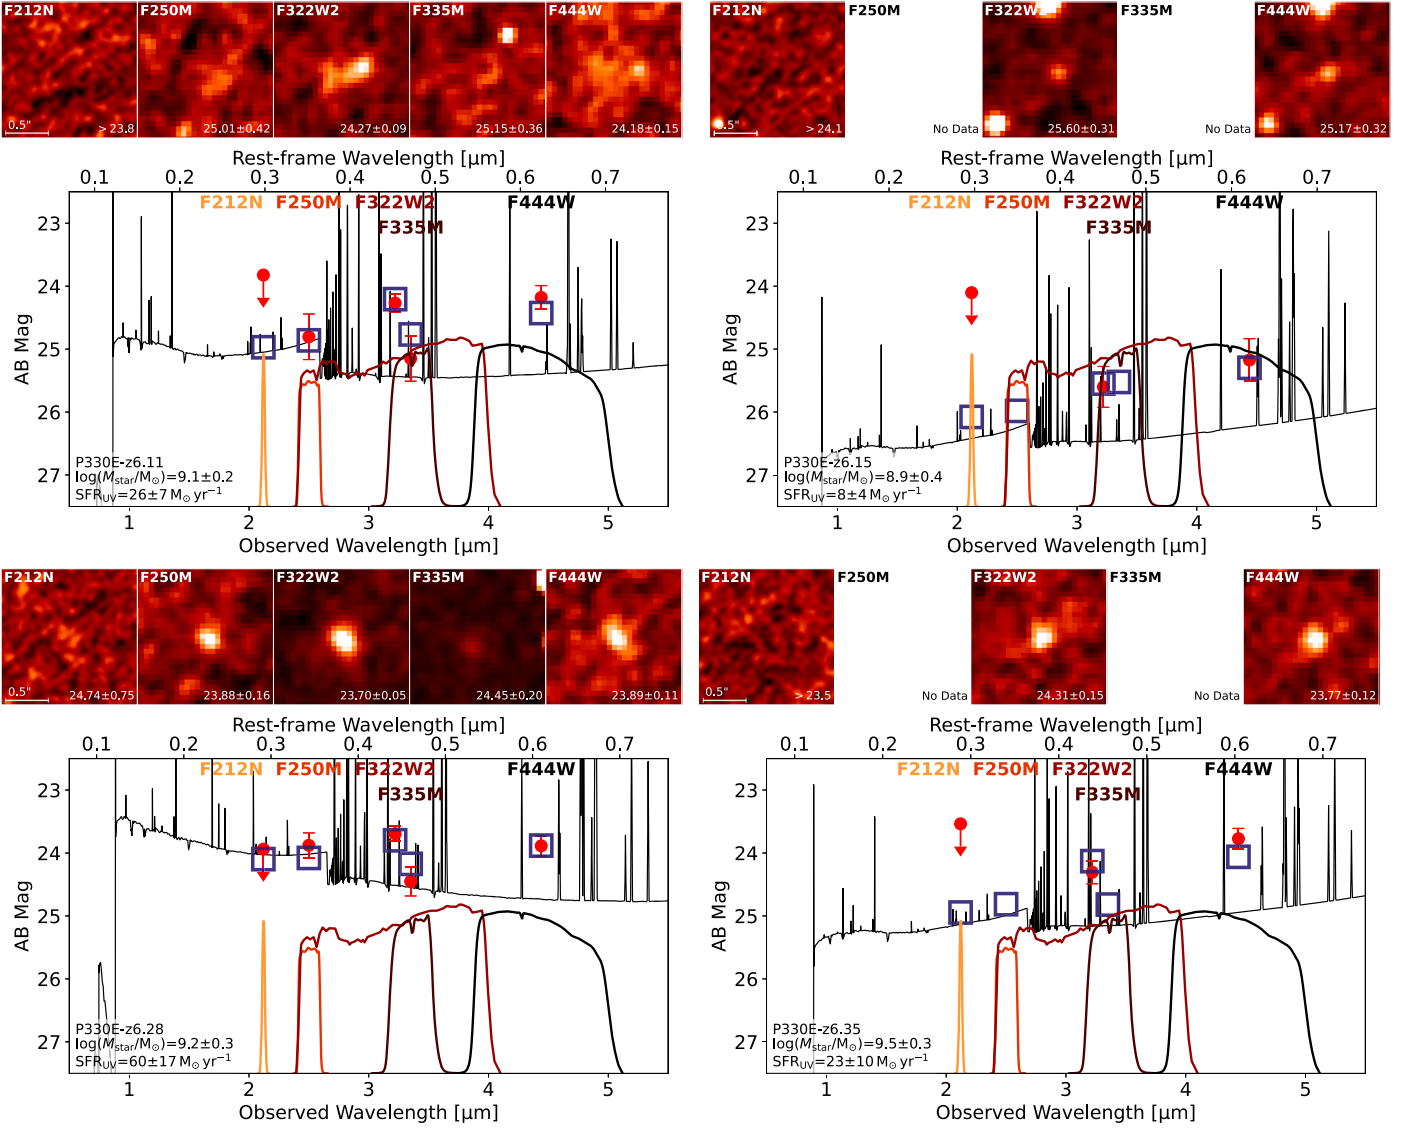 F212N F250M F322W2 F335M F444W
0.5" > 23.8 25.01±0.42 24.27±0.09 25.15±0.36 24.18±0.15
Rest-frame Wavelength [μm]
0.1 0.2 0.3 0.4 0.5 0.6 0.7
F212N F250M F322W2 F444W
F335M
23
24
25
26
27
AB Mag
P330E-z6.11
log(Mstar/M⊙)=9.1±0.2
SFRUV=26±7 M⊙ yr−1
1 2 3 4 5
Observed Wavelength [μm]
F212N F250M F322W2 F335M F444W
0.5" > 24.1 No Data 25.60±0.31 No Data 25.17±0.32
Rest-frame Wavelength [μm]
0.1 0.2 0.3 0.4 0.5 0.6 0.7
F212N F250M F322W2 F444W
F335M
23
24
25
26
27
AB Mag
P330E-z6.15
log(Mstar/M⊙)=8.9±0.4
SFRUV=8±4 M⊙ yr−1
1 2 3 4 5
Observed Wavelength [μm]
F212N F250M F322W2 F335M F444W
0.5" 24.74±0.75 23.88±0.16 23.70±0.05 24.45±0.20 23.89±0.11
Rest-frame Wavelength [μm]
0.1 0.2 0.3 0.4 0.5 0.6 0.7
F212N F250M F322W2 F444W
F335M
23
24
25
26
27
AB Mag
P330E-z6.28
log(Mstar/M⊙)=9.2±0.3
SFRUV=60±17 M⊙ yr−1
1 2 3 4 5
Observed Wavelength [μm]
F212N F250M F322W2 F335M F444W
0.5" > 23.5 No Data 24.31±0.15 No Data 23.77±0.12
Rest-frame Wavelength [μm]
0.1 0.2 0.3 0.4 0.5 0.6 0.7
F212N F250M F322W2 F444W
F335M
23
24
25
26
27
AB Mag
P330E-z6.35
log(Mstar/M⊙)=9.5±0.3
SFRUV=23±10 M⊙ yr−1
1 2 3 4 5
Observed Wavelength [μm]